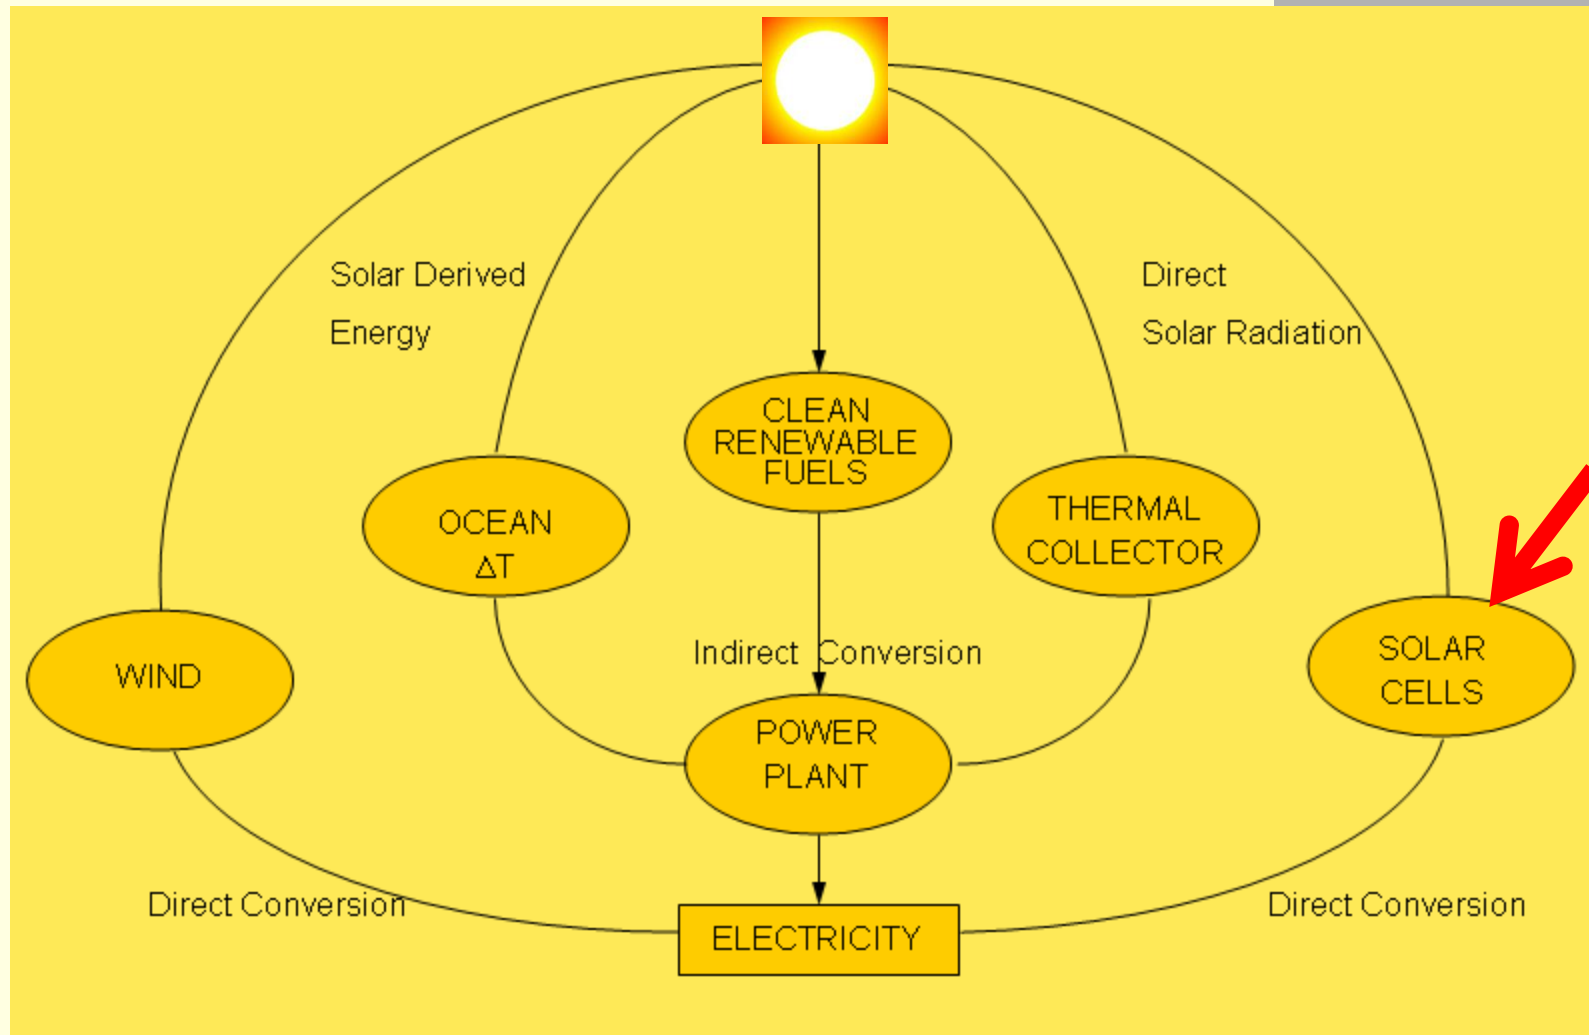 Solar Derived
Energy
Direct
Solar Radiation
CLEAN
RENEWABLE
FUELS
OCEAN
ΔT
THERMAL
COLLECTOR
WIND
Indirect Conversion
SOLAR
CELLS
POWER
PLANT
Direct Conversion
Direct Conversion
ELECTRICITY